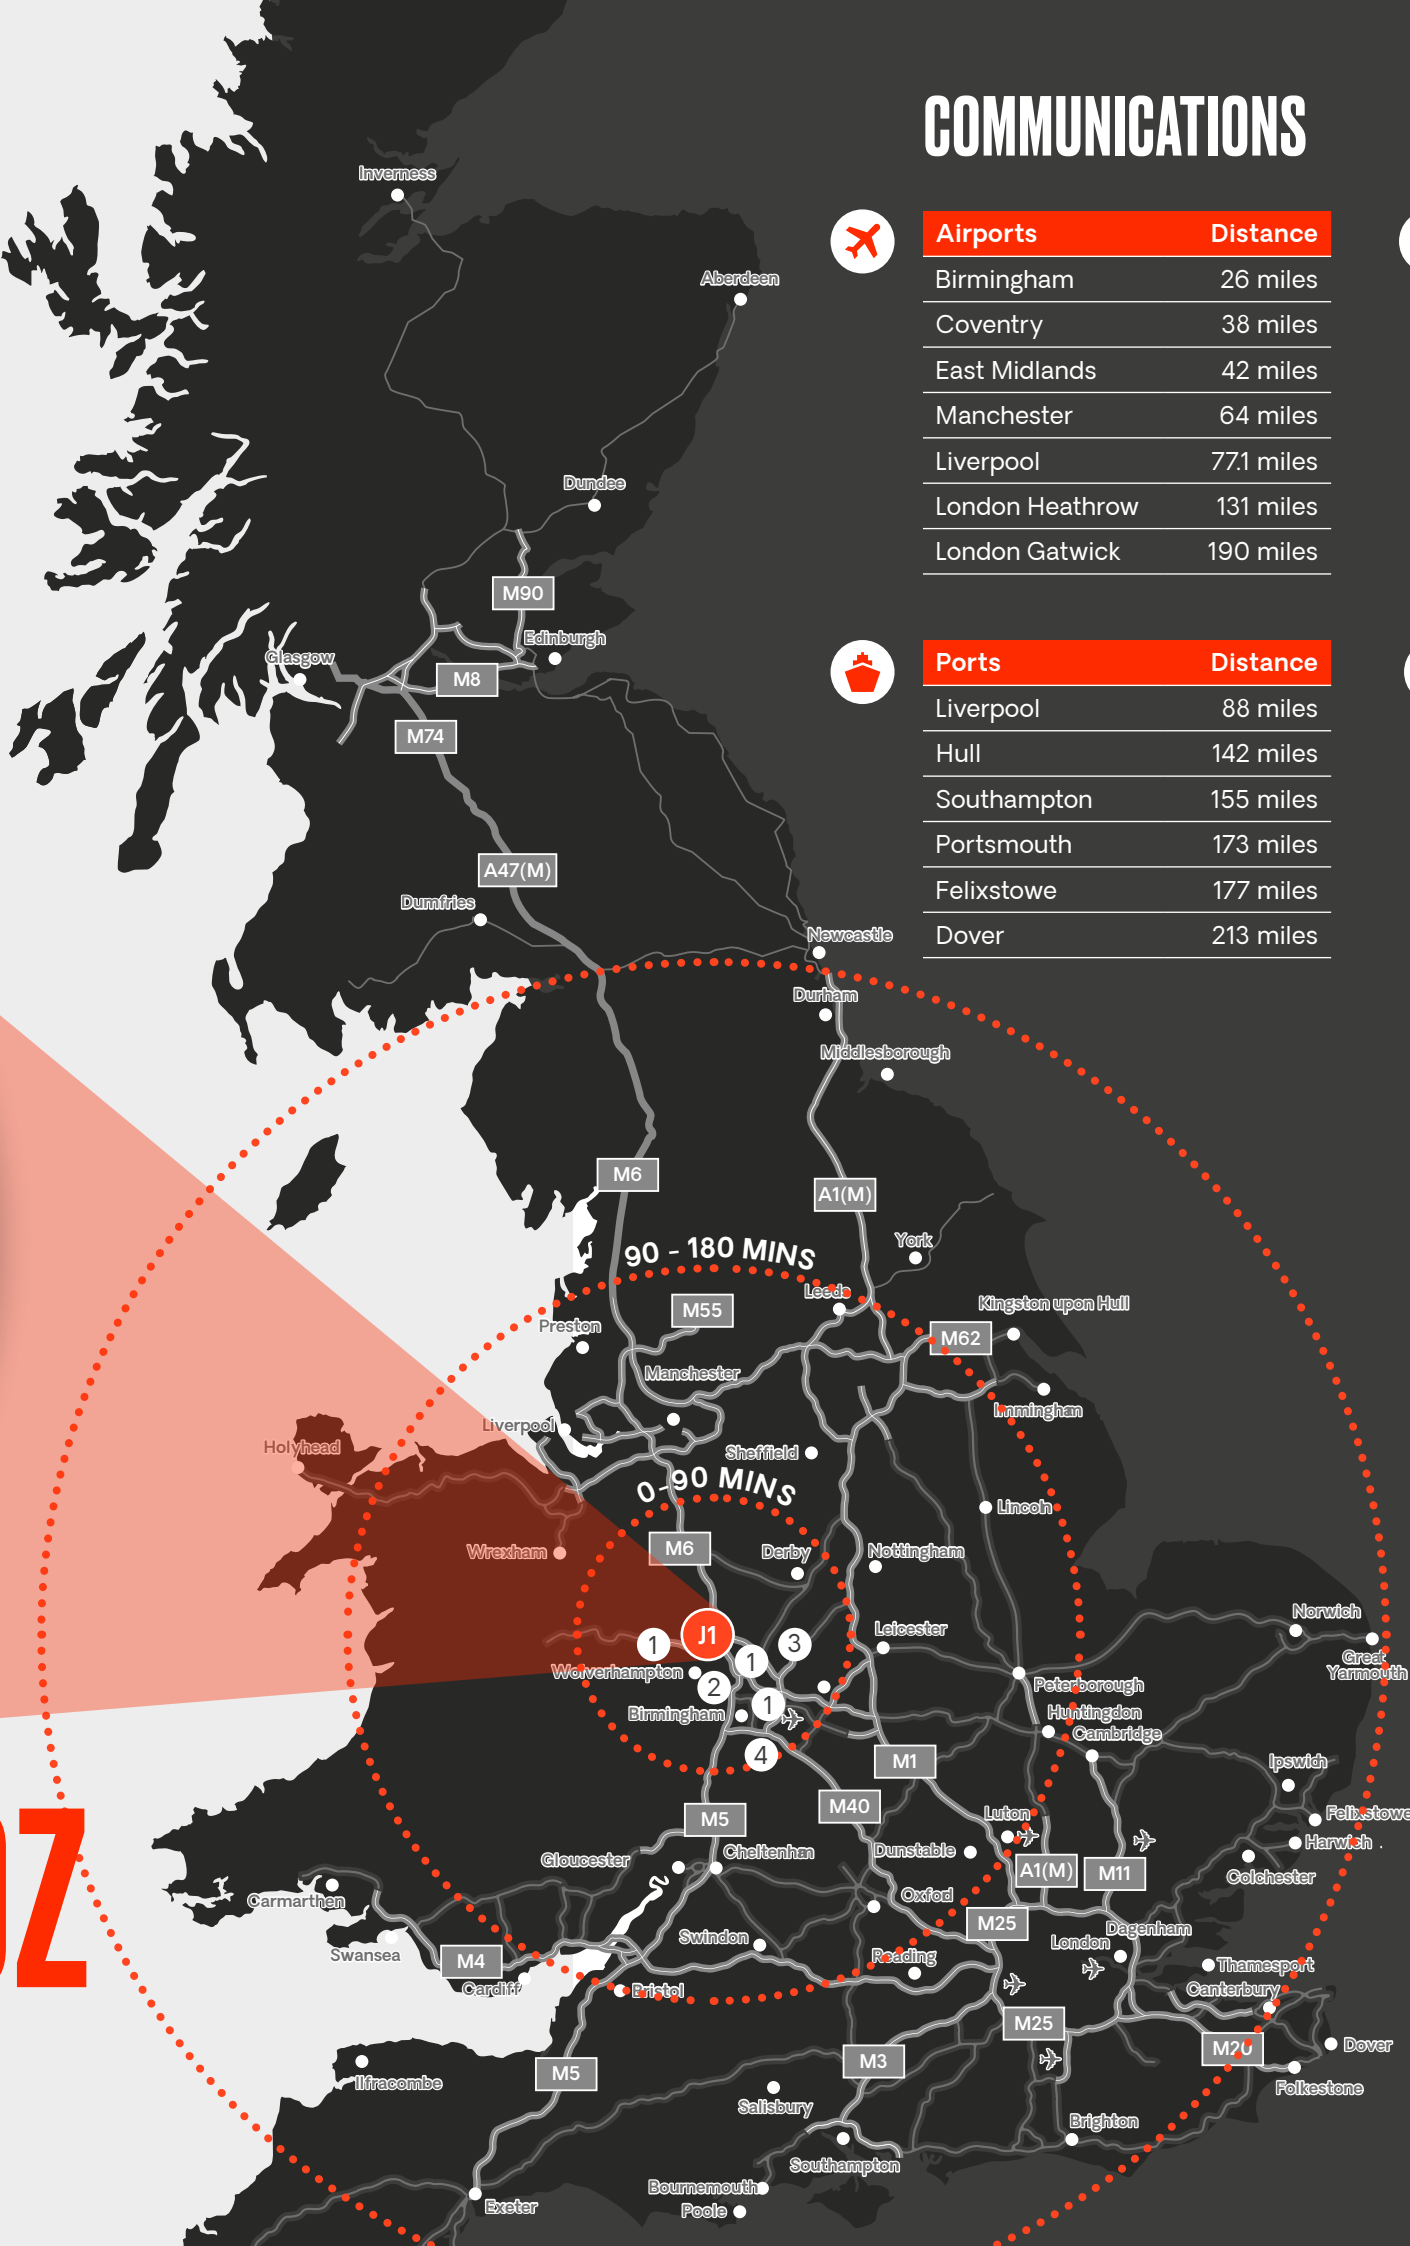 COMMUNICATIONS
Airports Distance
Birmingham 26 miles
Coventry 38 miles
East Midlands 42 miles
Manchester 64 miles
Liverpool 77.1 miles
London Heathrow 131 miles
London Gatwick 190 miles
Ports Distance
Liverpool 88 miles
Hull 142 miles
Southampton 155 miles
Portsmouth 173 miles
Felixstowe 177 miles
Dover 213 miles
Inverness
Aberdeen
Dundee
M90
Edinburgh
Glasgow
M8
M74
A47(M)
Dumfries
Newcastle
Durham
Middlesborough
M6
A1(M)
York
90 - 180 MINS
Leeds
Kingston upon Hull
M55
Preston
M62
Manchester
Immingham
Liverpool
Holyhead
Sheffield
0-90 MINS
Lincoln
M6
Wrexham
Derby
Nottingham
Norwich
J1
Leicester
1
3
Great
Yarmouth
1
Wolverhampton
2
Peterborough
1
Birmingham
Huntingdon
Cambridge
4
M1
Ipswich
M40
Luton
Felixstowe
M5
Harwich .
Cheltenham
Dunstable
Gloucester
A1(M)
M11
Colchester
Carmarthen
Oxford
M25
Dagenham
Swindon
London
Swansea
Reading
M4
Thamesport
Cardiff
Bristol
Canterbury
M25
Dover
M20
M3
M5
Ilfracombe
Folkestone
Salisbury
Brighton
Southampton
Bournemouth
Exeter
Poole
OZ